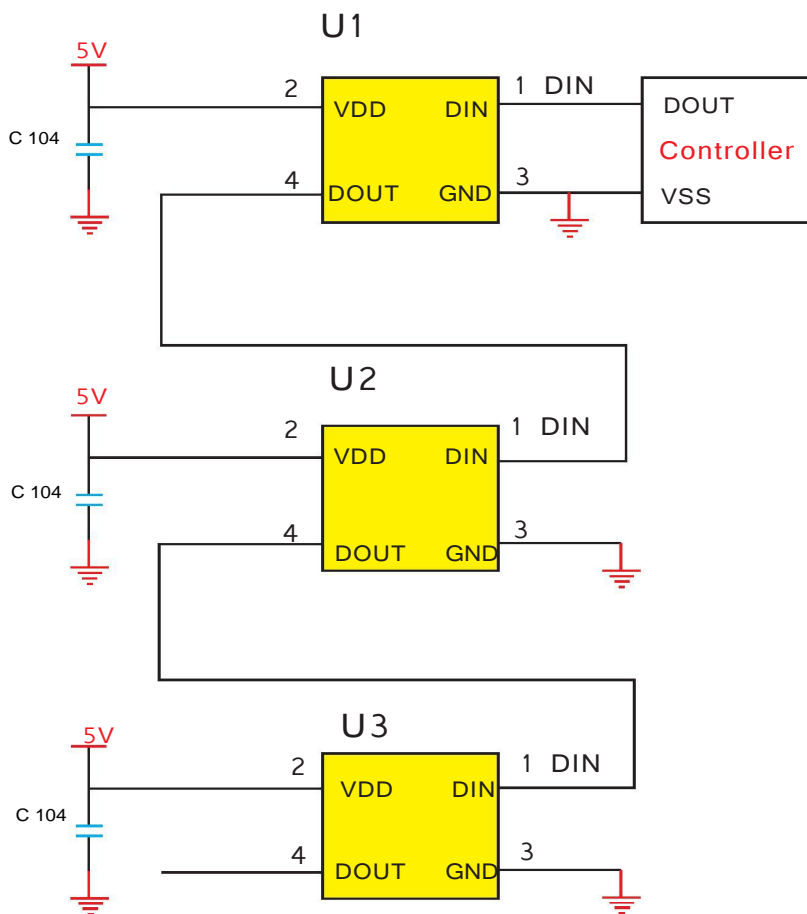 U1
5V
2
1 DIN
VDD
DIN
DOUT
C 104
Controller
4
3
DOUT
GND
VSS
U2
5V
2
1 DIN
VDD
DIN
C 104
4
3
DOUT
GND
U3
5V
2
1 DIN
VDD
DIN
C 104
4
3
DOUT
GND